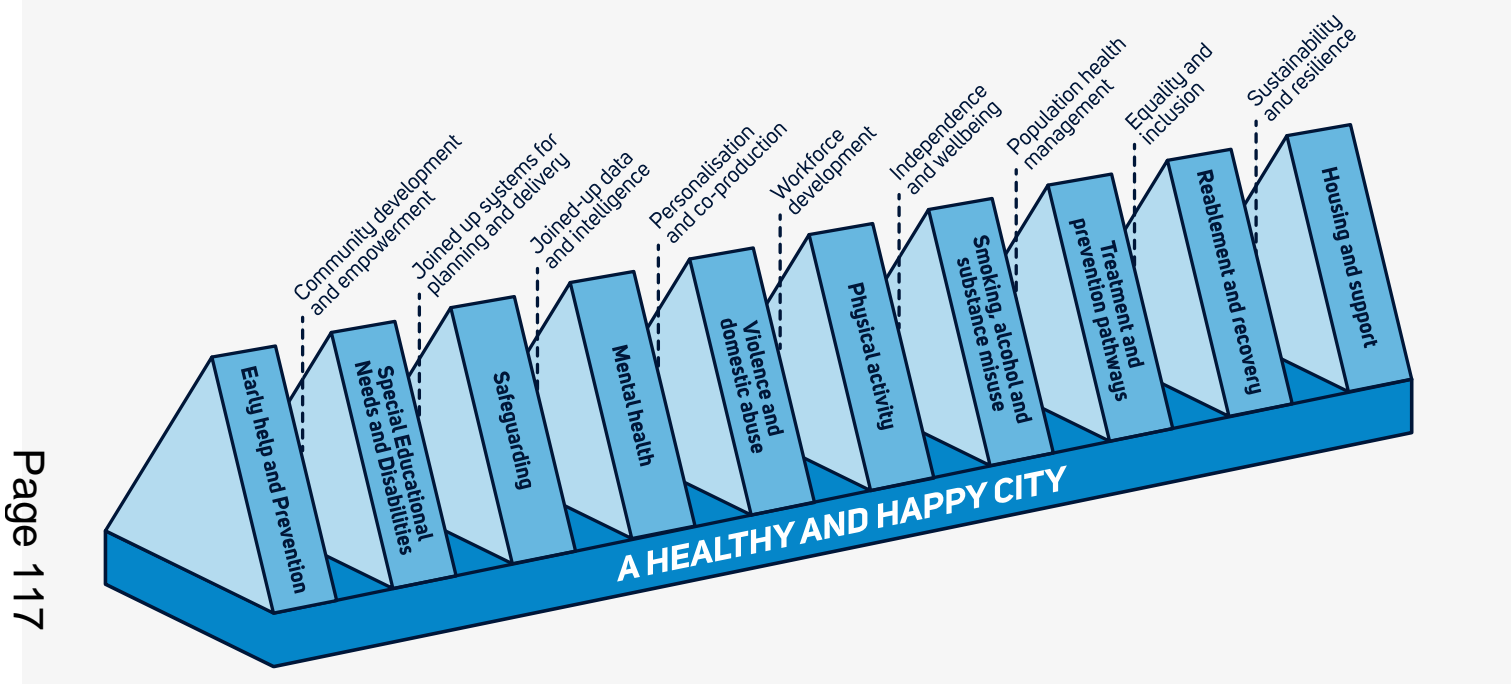 Community development
and empowerment
Joined up systems for
planning and delivery
Joined-up data
and intelligence
Personalisation
and co-production
Workforce
development
Independence
and wellbeing
Population health
management
Equality and
inclusion
Sustainability
and resilience
Early help and Prevention
Special Educational
Needs and Disabilities
Safeguarding
Mental health
Violence and
domestic abuse
Physical activity
Smoking, alcohol and
substance misuse
Treatment and
prevention pathways
Reablement and recovery
Housing and support
A HEALTHY AND HAPPY CITY
Page 117